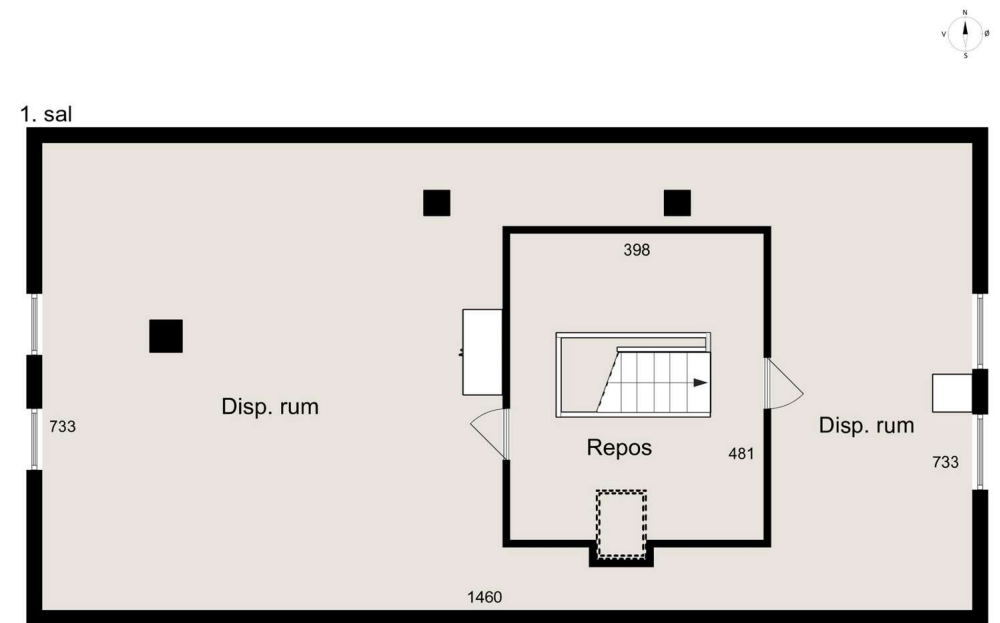 N
V
Ø
S
1. sal
398
Disp. rum
733
Repos
481
Disp. rum
733
1460